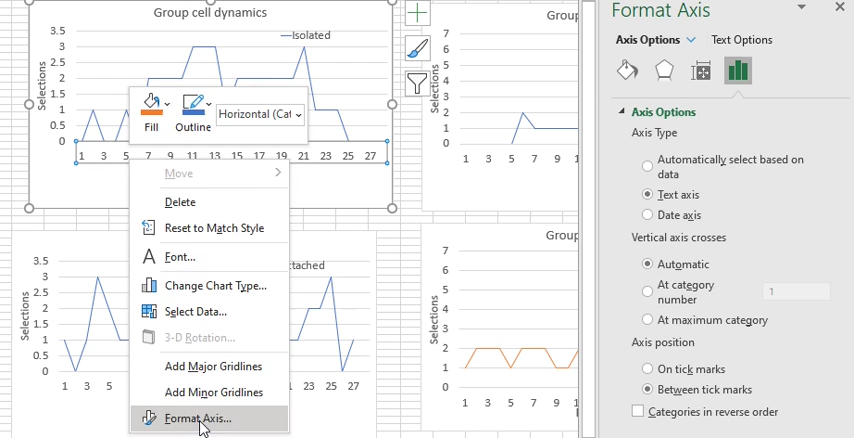 Group cell dynamics
Isolated
Selections
3.5
3
2.5
2
1.5
1
0.5
0
1 3 5 7 9 11 13 15 17 19 21 23 25 27
Fill
Outline
Horizontal (Cat
Move
Delete
Reset to Match Style
Font...
Change Chart Type...
Select Data...
3-D Rotation...
Add Major Gridlines
Add Minor Gridlines
Format Axis...
Selections
3.5
3
2.5
2
1.5
1
0.5
0
1 3 5
23 25 27
Group
Selections
7
6
5
4
3
2
1
0
1 3 5 7 9
Group
Selections
7
6
5
4
3
2
1
0
1 3 5 7 9
Format Axis
Axis Options
Text Options
Axis Options
Axis Type
Automatically select based on
data
Text axis
Date axis
Vertical axis crosses
Automatic
At category
number
1
At maximum category
Axis position
On tick marks
Between tick marks
Categories in reverse order